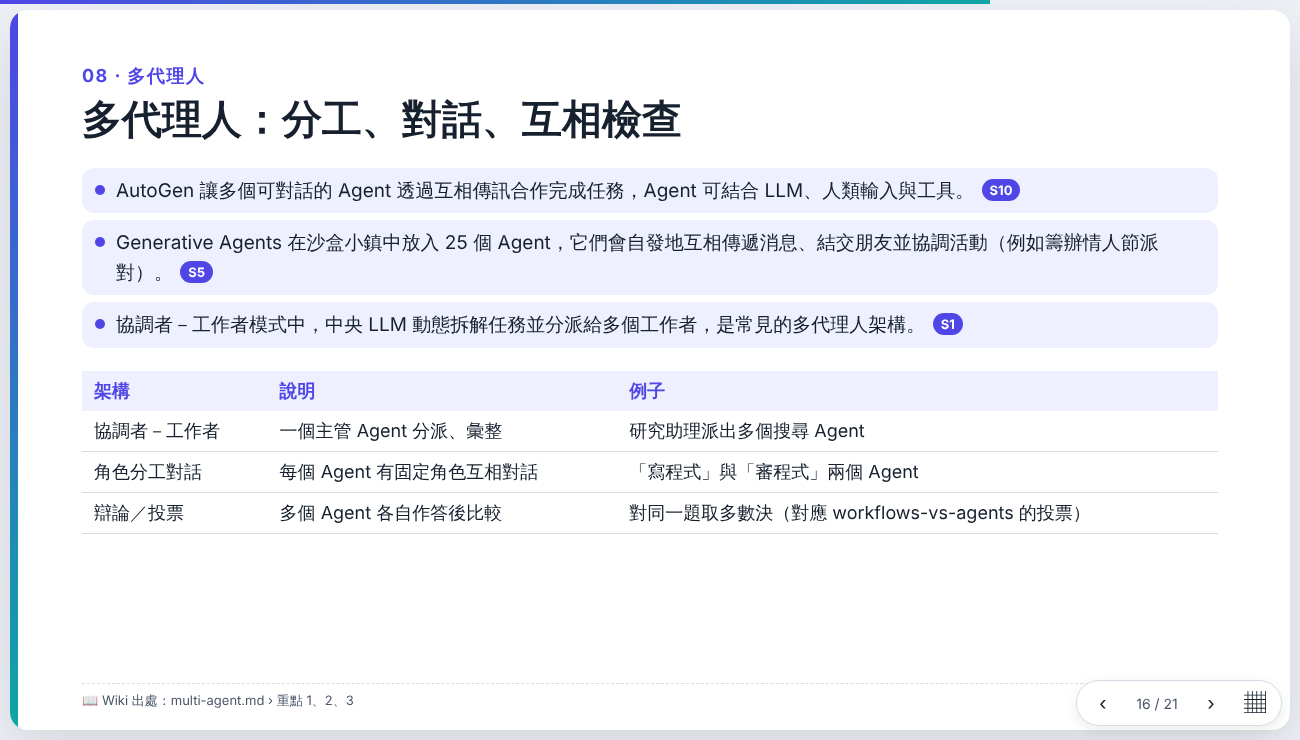 08 · 多代理人
多代理人：分工、對話、互相檢查
AutoGen 讓多個可對話的 Agent 透過互相傳訊合作完成任務，Agent 可結合 LLM、人類輸入與工具。 S10
Generative Agents 在沙盒小鎮中放入 25 個 Agent，它們會自發地互相傳遞消息、結交朋友並協調活動（例如籌辦情人節派
對）。 S5
協調者－工作者模式中，中央 LLM 動態拆解任務並分派給多個工作者，是常見的多代理人架構。 S1
架構 說明 例子
協調者－工作者 一個主管 Agent 分派、彙整 研究助理派出多個搜尋 Agent
角色分工對話 每個 Agent 有固定角色互相對話 「寫程式」與「審程式」兩個 Agent
辯論／投票 多個 Agent 各自作答後比較 對同一題取多數決（對應 workflows-vs-agents 的投票）
📖 Wiki 出處：multi-agent.md › 重點 1、2、3
‹ 16 / 21 ›